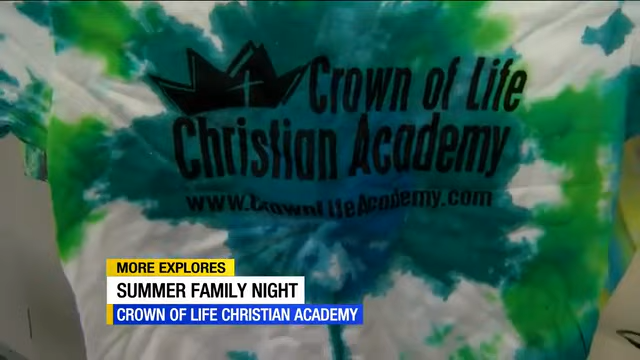 Crown of Life
Christian Academy
www.CrownLifeAcademy.com
MORE EXPLORES
SUMMER FAMILY NIGHT
CROWN OF LIFE CHRISTIAN ACADEMY